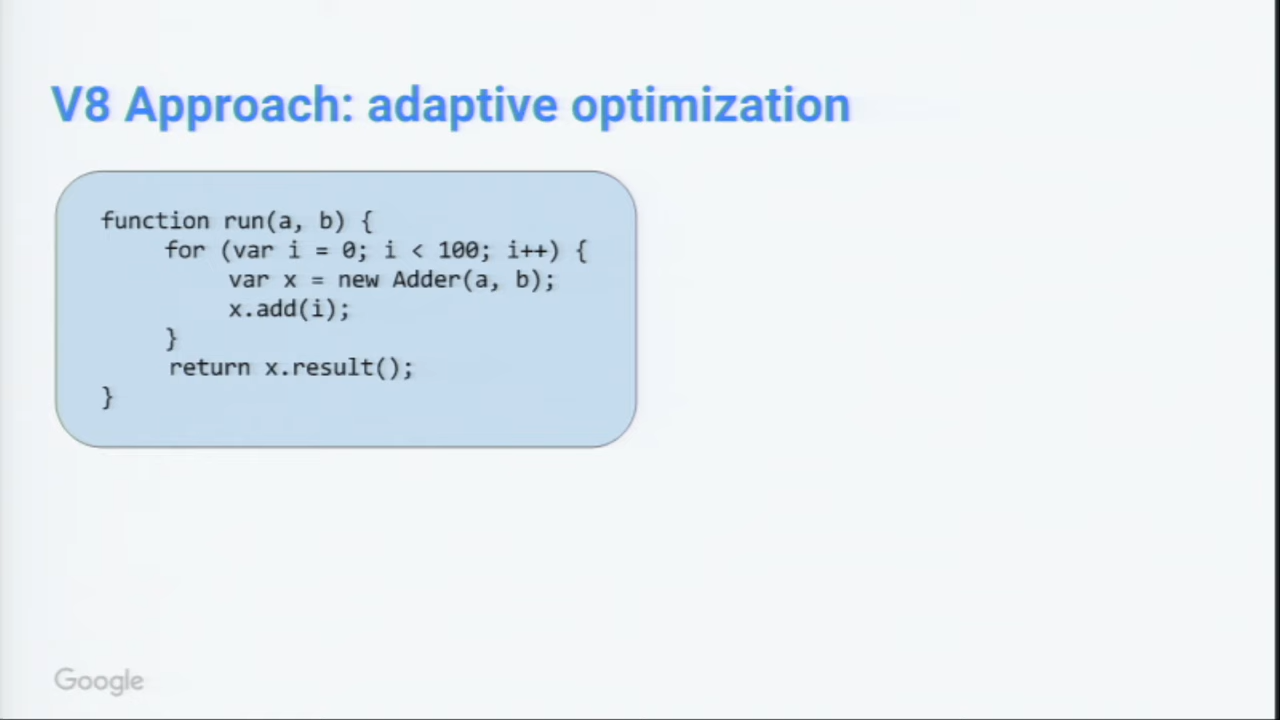 V8 Approach: adaptive optimization
function run(a, b) {
for (var i = 0; i < 100; i++) {
var x = new Adder(a, b);
x.add(i);
}
return x.result();
}
Google